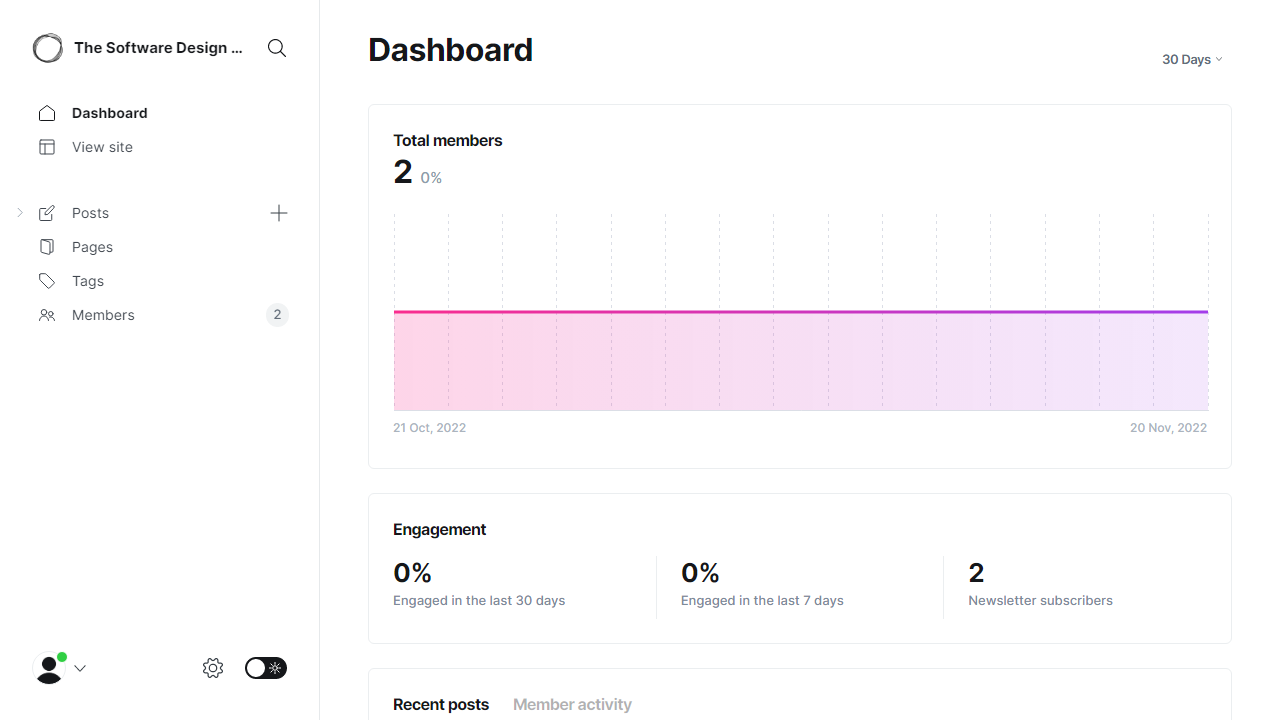 The Software Design ...
Dashboard
View site
Posts
Pages
Tags
Members
2
Dashboard
30 Days
Total members
2 0%
21 Oct, 2022
20 Nov, 2022
Engagement
0%
Engaged in the last 30 days
0%
Engaged in the last 7 days
2
Newsletter subscribers
Recent posts
Member activity